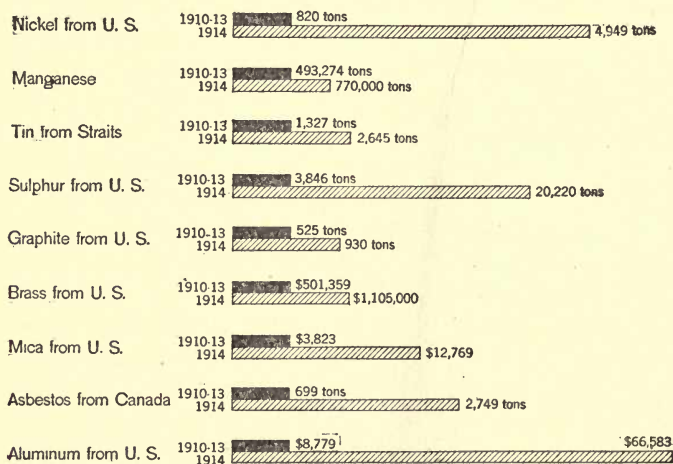 Nickel from U. S. 1910-13 820 tons
1914 4,949 tons
Manganese 1910-13 493,274 tons
1914 770,000 tons
Tin from Straits 1910-13 1,327 tons
1914 2,645 tons
Sulphur from U. S. 1910-13 3,846 tons
1914 20,220 tons
Graphite from U. S. 1910-13 525 tons
1914 930 tons
Brass from U. S. 1910-13 $501,359
1914 $1,105,000
Mica from U. S. 1910-13 $3,823
1914 $12,769
Asbestos from Canada 1910-13 699 tons
1914 2,749 tons
Aluminum from U. S. 1910-13 $8,779 $66,583
1914